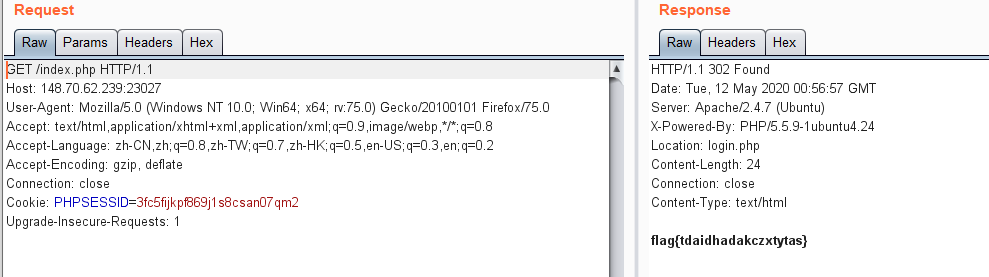 Request
Raw Params Headers Hex
GET /index.php HTTP/1.1
Host: 148.70.62.239:23027
User-Agent: Mozilla/5.0 (Windows NT 10.0; Win64; x64; rv:75.0) Gecko/20100101 Firefox/75.0
Accept: text/html,application/xhtml+xml,application/xml;q=0.9,image/webp,*/*;q=0.8
Accept-Language: zh-CN,zh;q=0.8,zh-TW;q=0.7,zh-HK;q=0.5,en-US;q=0.3,en;q=0.2
Accept-Encoding: gzip, deflate
Connection: close
Cookie: PHPSESSID=3fc5fijkpf869j1s8csan07qm2
Upgrade-Insecure-Requests: 1
Response
Raw Headers Hex
HTTP/1.1 302 Found
Date: Tue, 12 May 2020 00:56:57 GMT
Server: Apache/2.4.7 (Ubuntu)
X-Powered-By: PHP/5.5.9-1ubuntu4.24
Location: login.php
Content-Length: 24
Connection: close
Content-Type: text/html
flag{tdaidhadakczxtytas}